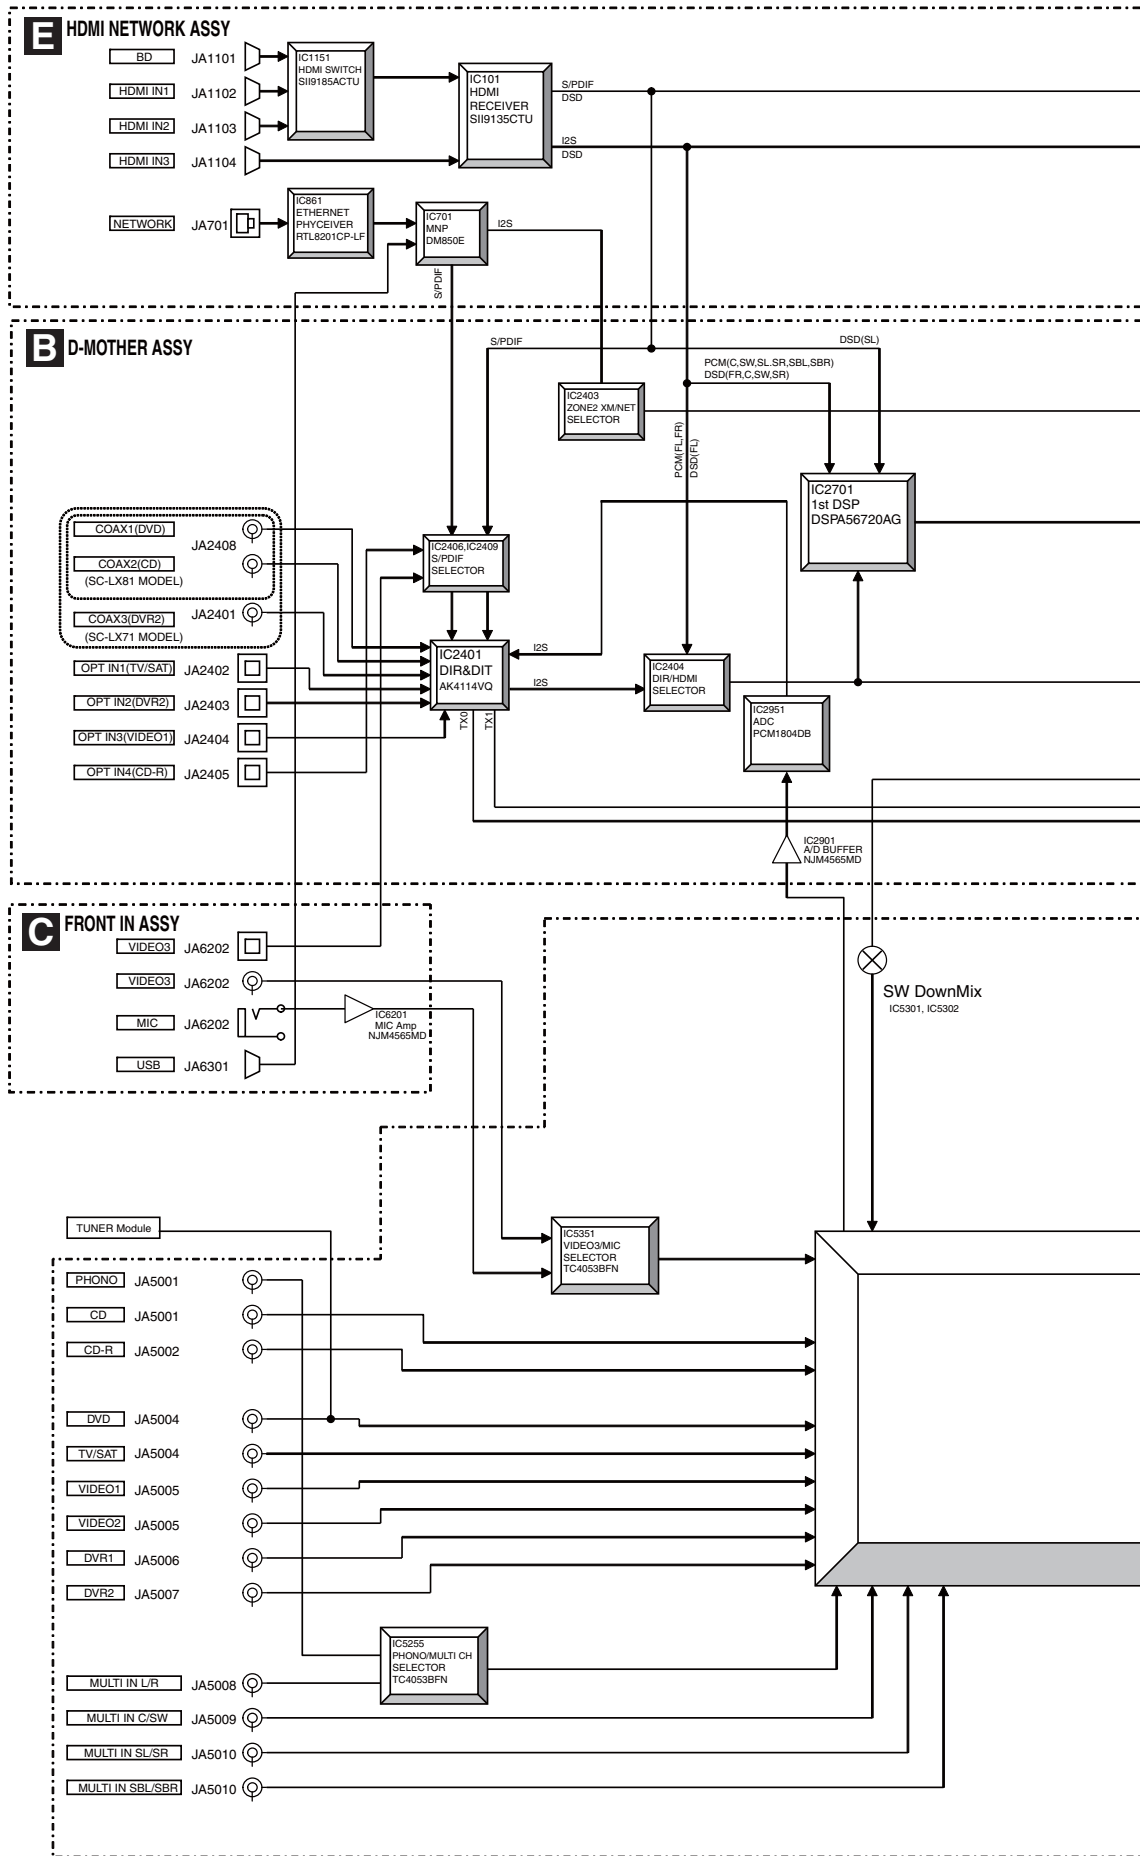 E HDMI NETWORK ASSY
BD JA1101
HDMI IN1 JA1102
HDMI IN2 JA1103
HDMI IN3 JA1104
NETWORK JA701
IC1151
HDMI SWITCH
SII9185ACTU
IC101
HDMI
RECEIVER
SII9135CTU
S/PDIF
DSD
I2S
DSD
IC861
ETHERNET
PHYCEIVER
RTL8201CP-LF
IC701
MNP
DM850E
I2S
S/PDIF
B D-MOTHER ASSY
S/PDIF
DSD(SL)
PCM(C,SW,SL.SR,SBL,SBR)
DSD(FR,C,SW,SR)
IC2403
ZONE2 XM/NET
SELECTOR
PCM(FL,FR)
DSD(FL)
IC2701
1st DSP
DSPA56720AG
COAX1(DVD)
JA2408
COAX2(CD)
(SC-LX81 MODEL)
COAX3(DVR2) JA2401
(SC-LX71 MODEL)
OPT IN1(TV/SAT) JA2402
OPT IN2(DVR2) JA2403
OPT IN3(VIDEO1) JA2404
OPT IN4(CD-R) JA2405
IC2406,IC2409
S/PDIF
SELECTOR
IC2401
DIR&DIT
AK4114VQ
I2S
I2S
TX0
TX1
IC2404
DIR/HDMI
SELECTOR
IC2951
ADC
PCM1804DB
IC2901
A/D BUFFER
NJM4565MD
C FRONT IN ASSY
VIDEO3 JA6202
VIDEO3 JA6202
MIC JA6202
USB JA6301
IC6201
MIC Amp
NJM4565MD
SW DownMix
IC5301, IC5302
TUNER Module
IC5351
VIDEO3/MIC
SELECTOR
TC4053BFN
PHONO JA5001
CD JA5001
CD-R JA5002
DVD JA5004
TV/SAT JA5004
VIDEO1 JA5005
VIDEO2 JA5005
DVR1 JA5006
DVR2 JA5007
IC5255
PHONO/MULTI CH
SELECTOR
TC4053BFN
MULTI IN L/R JA5008
MULTI IN C/SW JA5009
MULTI IN SL/SR JA5010
MULTI IN SBL/SBR JA5010